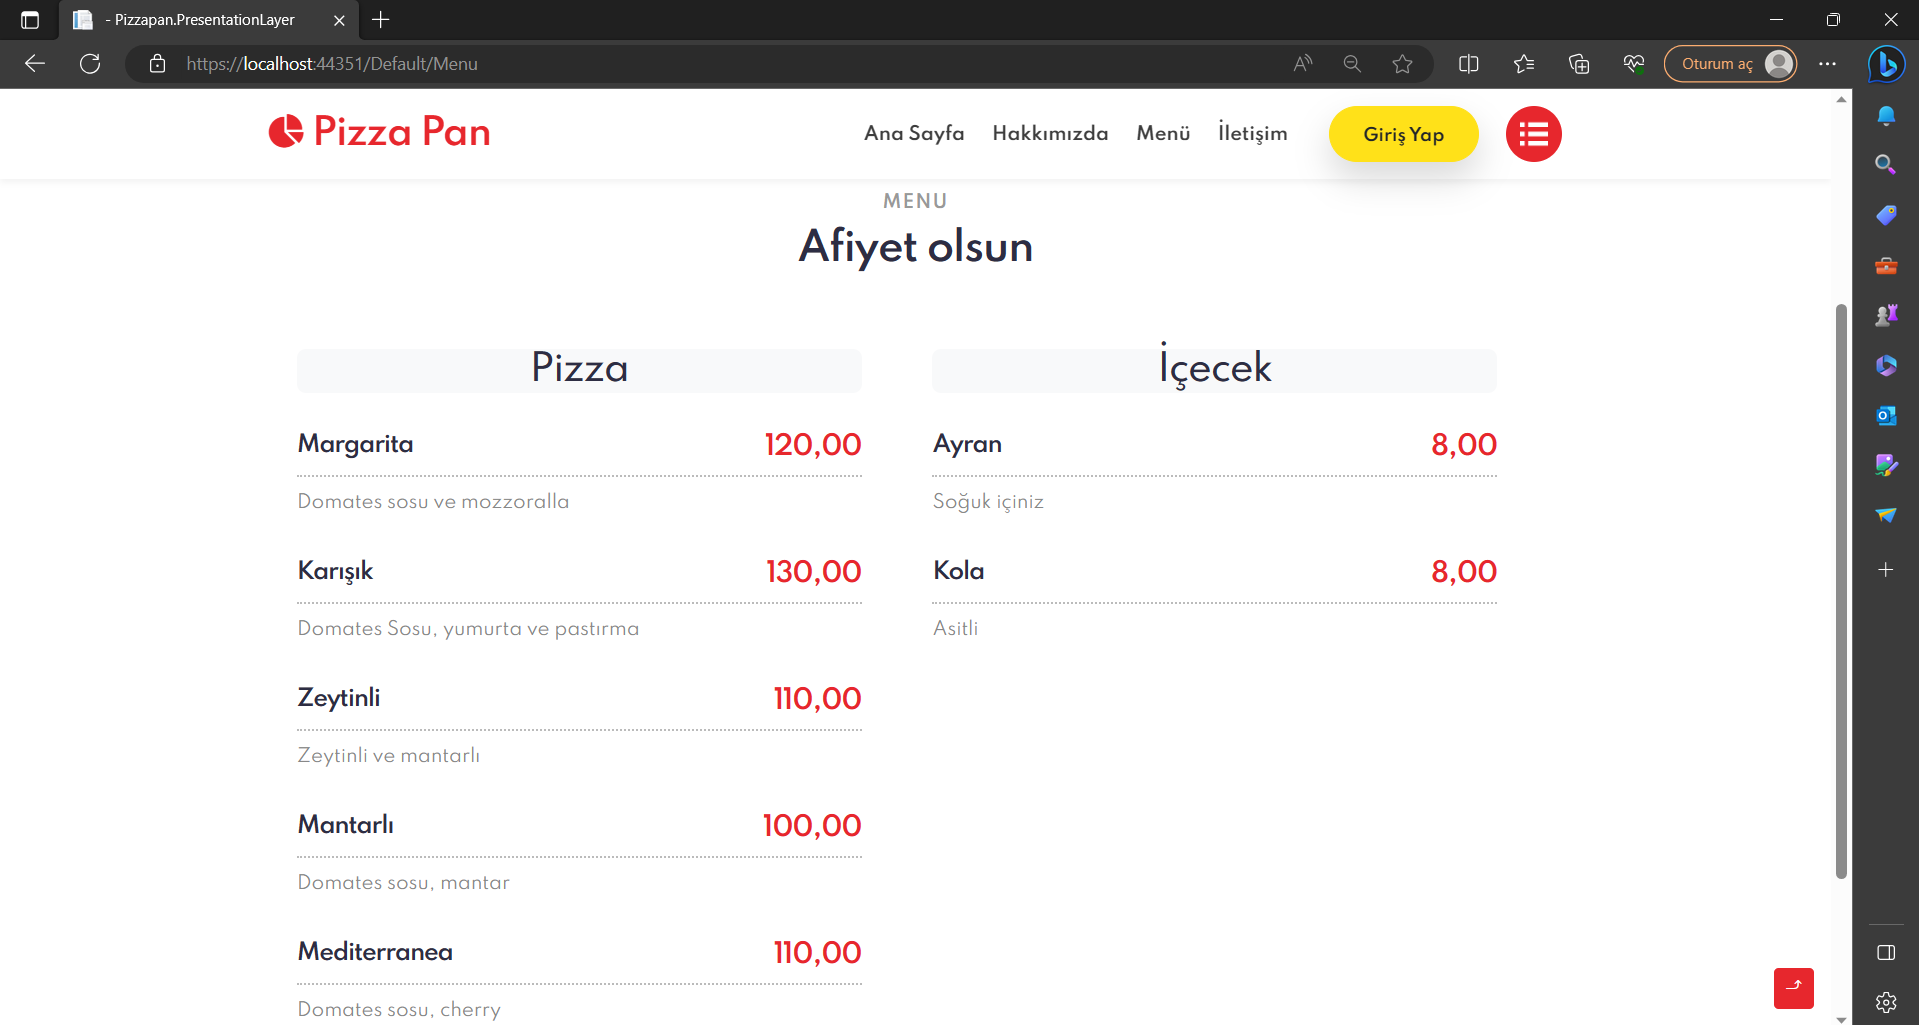 - Pizzapan.PresentationLayer
https://localhost:44351/Default/Menu
Oturum aç
Pizza Pan
Ana Sayfa Hakkımızda Menü İletişim Giriş Yap
MENU
Afiyet olsun
Pizza
Margarita 120,00
Domates sosu ve mozzoralla
Karışık 130,00
Domates Sosu, yumurta ve pastırma
Zeytinli 110,00
Zeytinli ve mantarlı
Mantarlı 100,00
Domates sosu, mantar
Mediterranea 110,00
Domates sosu, cherry
İçecek
Ayran 8,00
Soğuk içiniz
Kola 8,00
Asitli